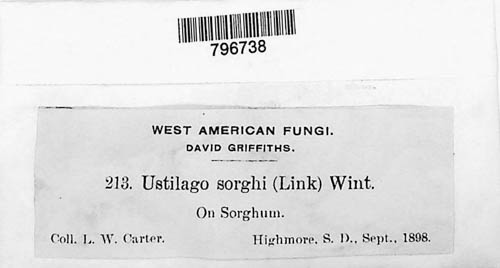 796738
WEST AMERICAN FUNGI.
DAVID GRIFFITHS.
213. Ustilago sorghi (Link) Wint.
On Sorghum.
Coll. L. W. Carter. Highmore, S. D., Sept., 1898.